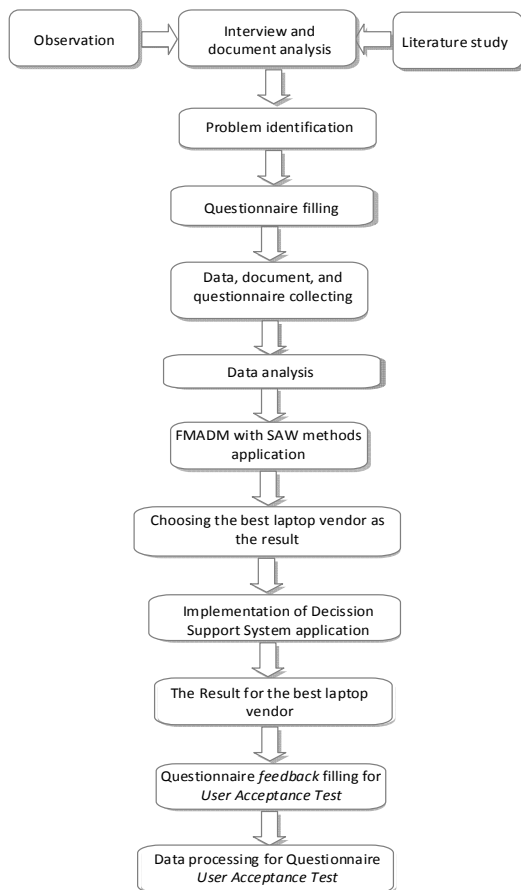 Observation
Interview and
document analysis
Literature study
Problem identification
Questionnaire filling
Data, document, and
questionnaire collecting
Data analysis
FMADM with SAW methods
application
Choosing the best laptop vendor as
the result
Implementation of Decission
Support System application
The Result for the best laptop
vendor
Questionnaire feedback filling for
User Acceptance Test
Data processing for Questionnaire
User Acceptance Test